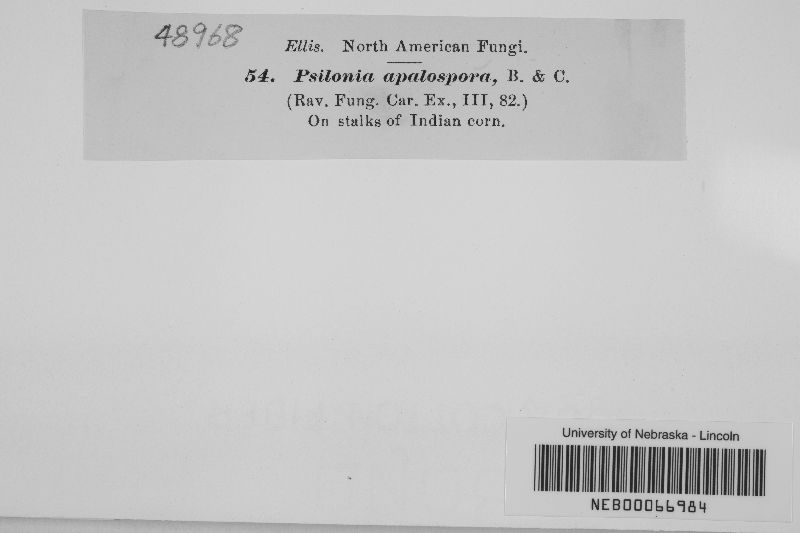 48968
Ellis. North American Fungi.
54. Psilonia apalospora, B. & C.
(Rav. Fung. Car. Ex., III, 82.)
On stalks of Indian corn.
University of Nebraska - Lincoln
NEB00066984